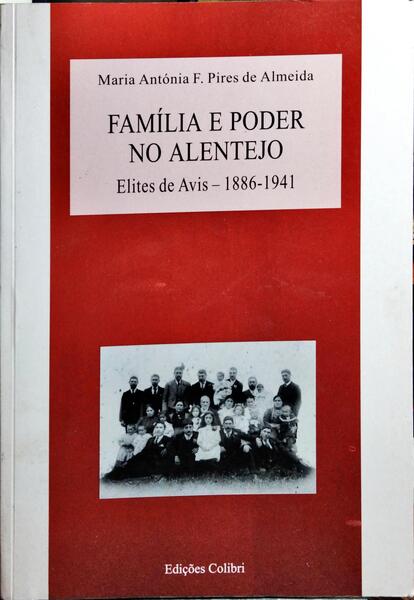 Maria Antónia F. Pires de Almeida
FAMÍLIA E PODER
NO ALENTEJO
Elites de Avis – 1886-1941
Edições Colibri